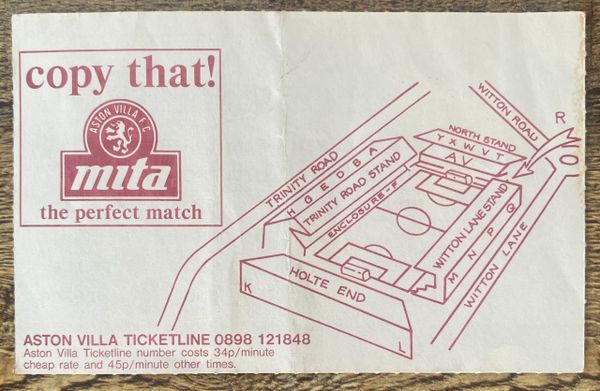 copy that!
ASTON VILLA F.C
mita
the perfect match
WITTON ROAD
R
NORTH STAND
Y X W V T
A V
TRINITY ROAD
H G E D B A
TRINITY ROAD STAND
ENCLOSURE-F
WITTON LANE STAND
M N P Q
WITTON LANE
HOLTE END
K
L
ASTON VILLA TICKETLINE 0898 121848
Aston Villa Ticketline number costs 34p/minute
cheap rate and 45p/minute other times.